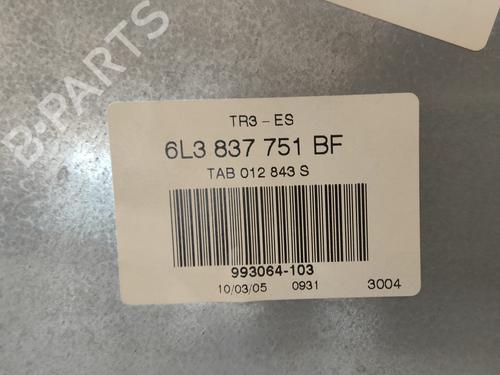 B-PARTS
TR3 - ES
6L3 837 751 BF
TAB 012 843 S
993064-103
10/03/05 0931 3004